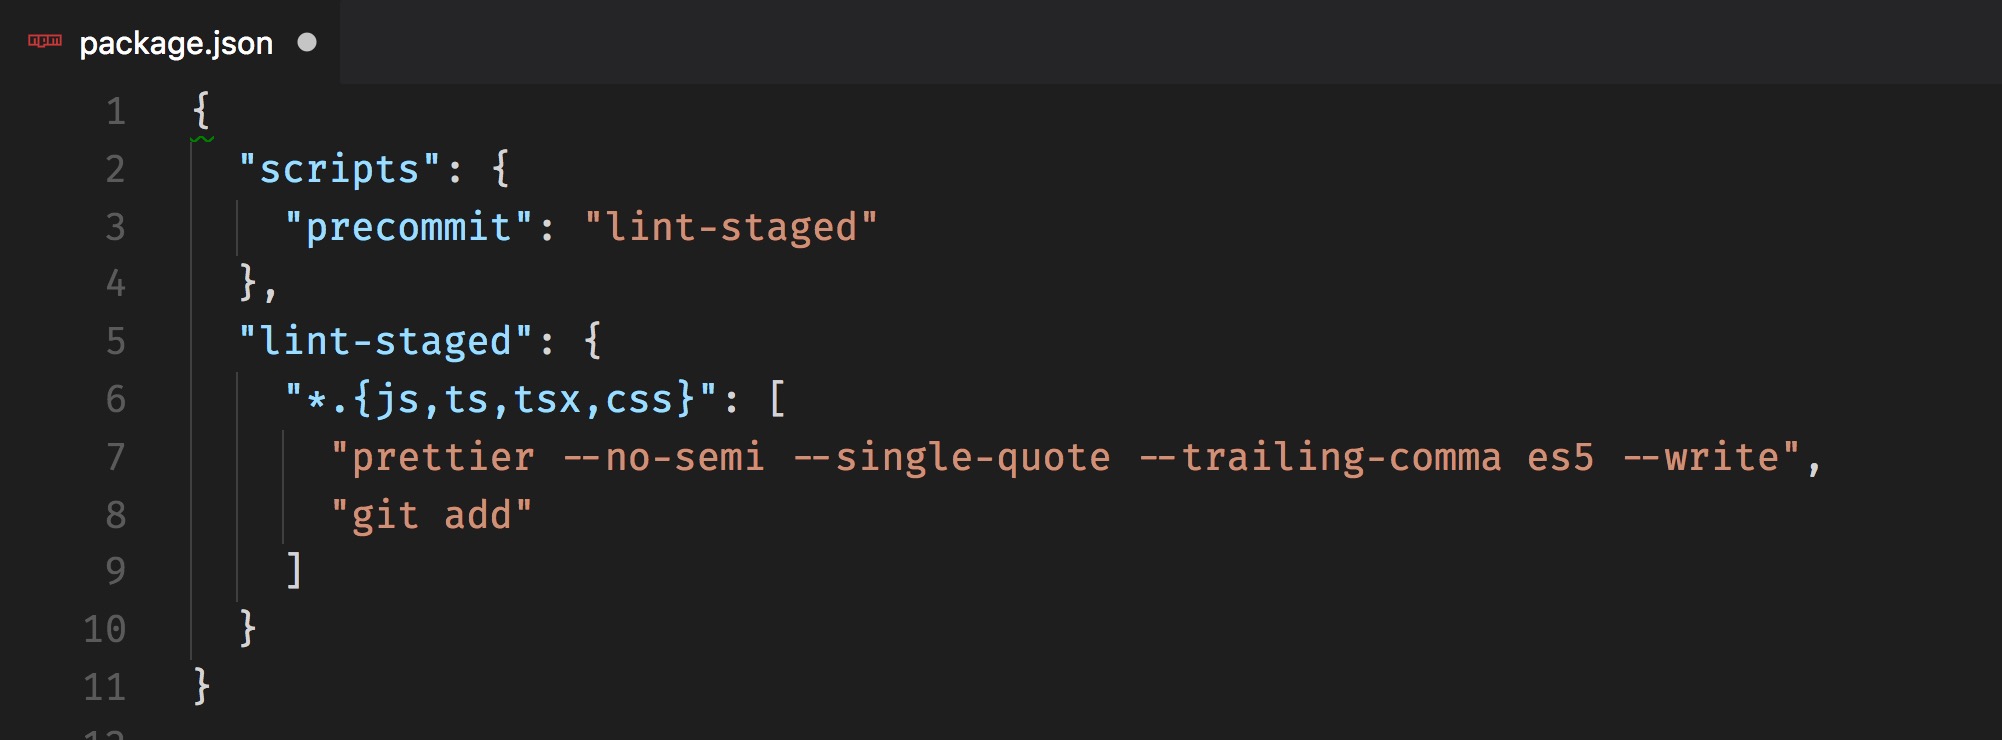 npm package.json
1 {
2 "scripts": {
3 "precommit": "lint-staged"
4 },
5 "lint-staged": {
6 "*.{js,ts,tsx,css}": [
7 "prettier --no-semi --single-quote --trailing-comma es5 --write",
8 "git add"
9 ]
10 }
11 }
12